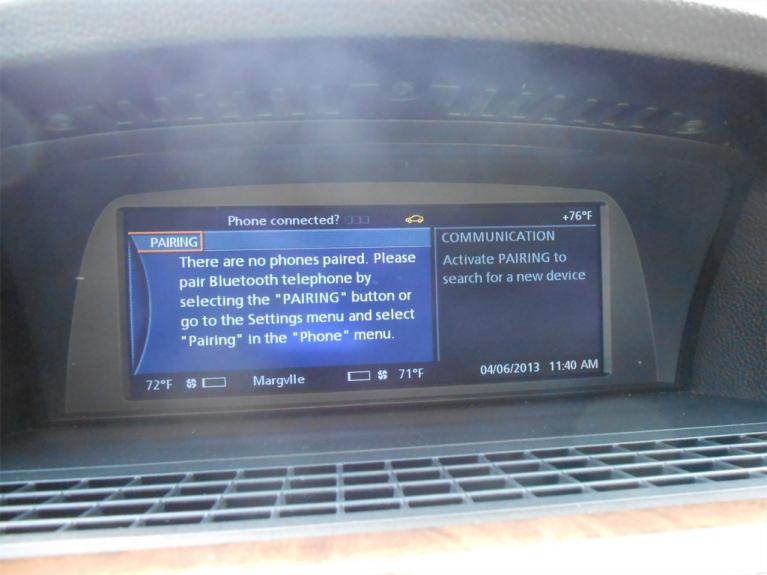 Phone connected?
+76°F
PAIRING
There are no phones paired. Please
pair Bluetooth telephone by
selecting the "PAIRING" button or
go to the Settings menu and select
"Pairing" in the "Phone" menu.
COMMUNICATION
Activate PAIRING to
search for a new device
72°F
Margvlle
71°F
04/06/2013 11:40 AM